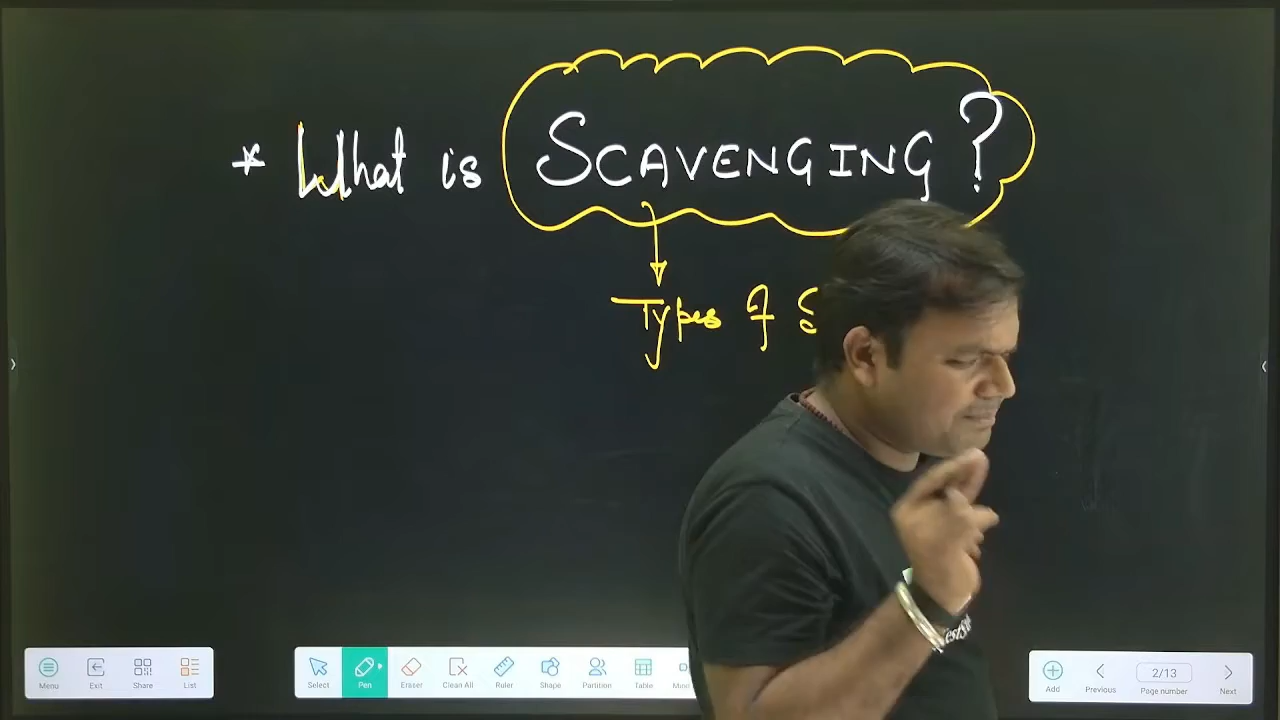 * What is SCAVENGING ?
Types of
Menu
Exit
Share
List
Select
Pen
Eraser
Clean All
Ruler
Shape
Partition
Table
Add
Previous
2/13
Page number
Next